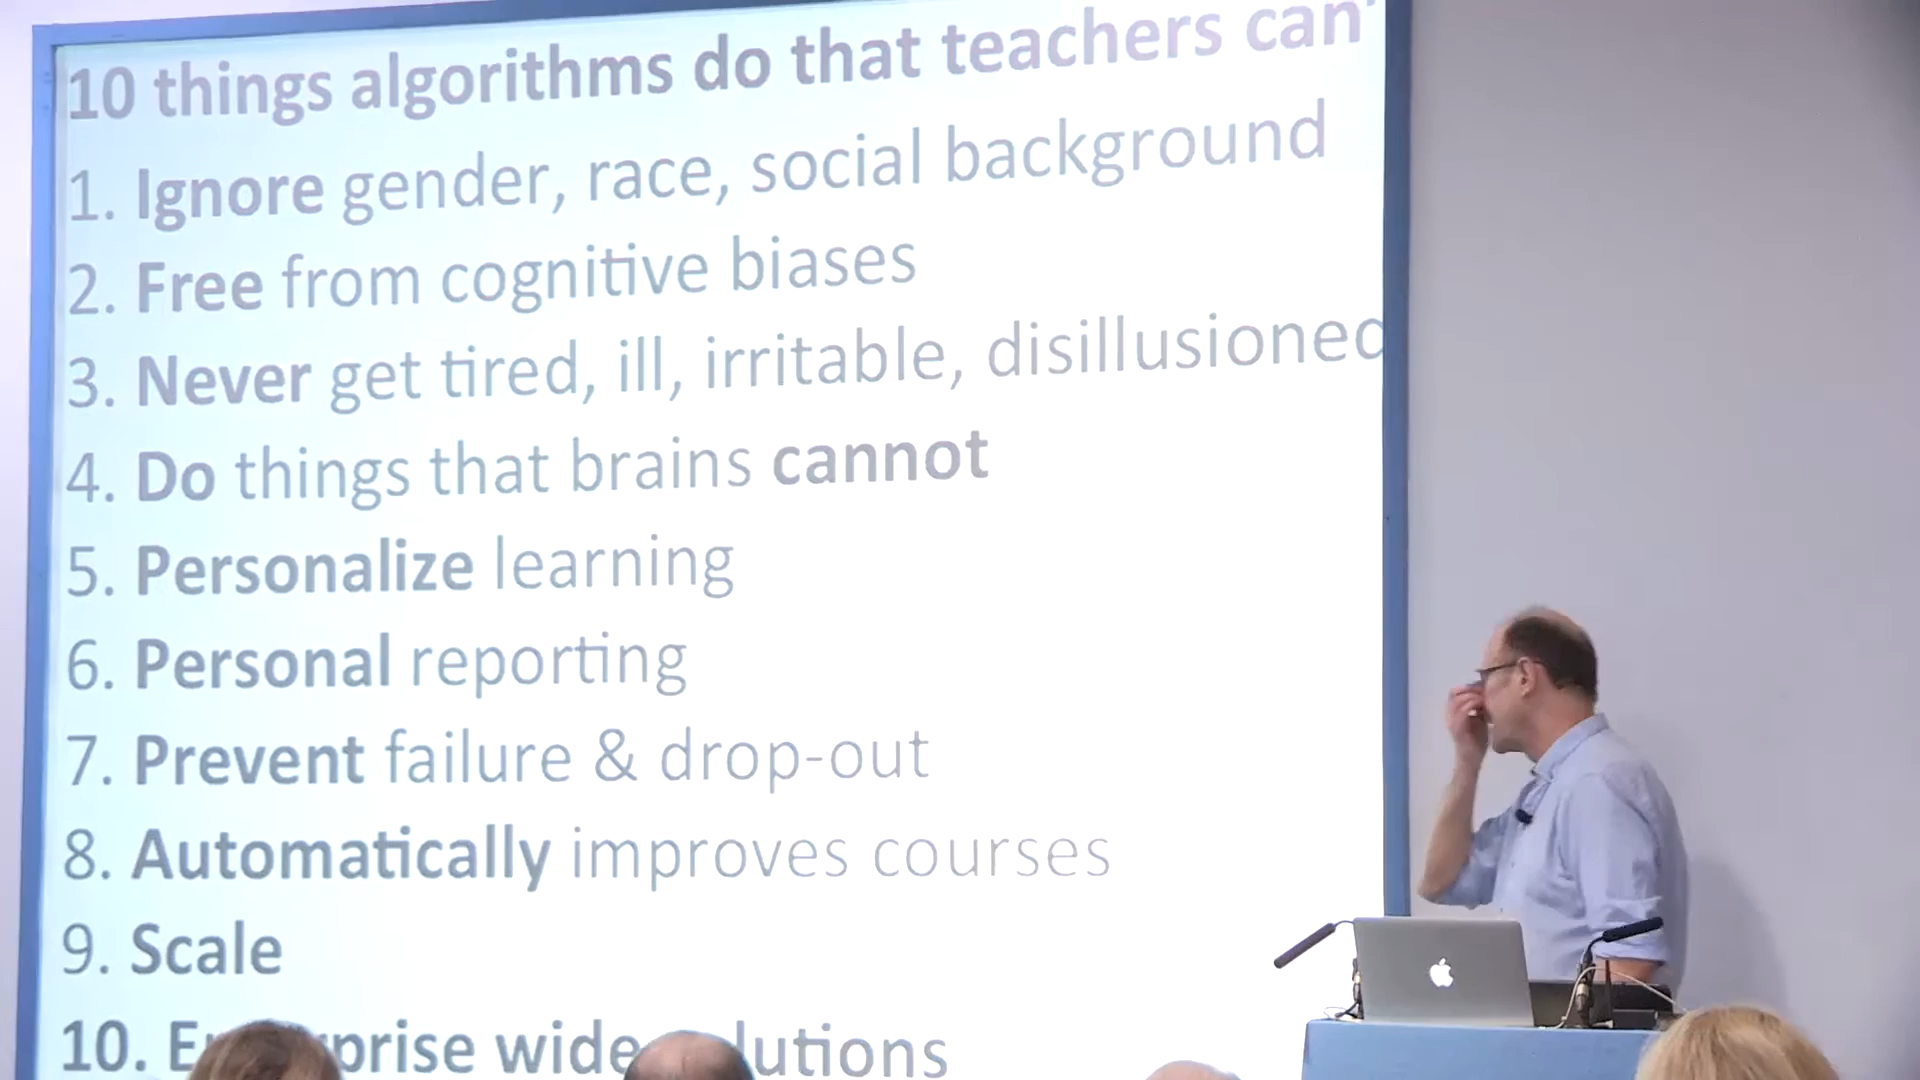 10 things algorithms do that teachers can'
1. Ignore gender, race, social background
2. Free from cognitive biases
3. Never get tired, ill, irritable, disillusioned
4. Do things that brains cannot
5. Personalize learning
6. Personal reporting
7. Prevent failure & drop-out
8. Automatically improves courses
9. Scale
10. wide